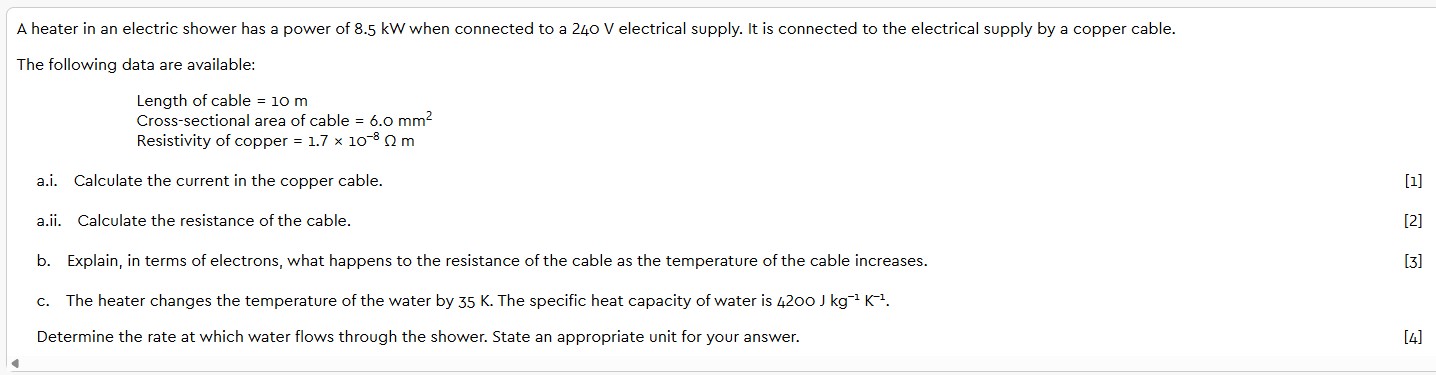 A heater in an electric shower has a power of 8.5 kW when connected to a 240 V electrical supply. It is connected to the electrical supply by a copper cable.
The following data are available:
Length of cable = 10 m
Cross-sectional area of cable = 6.0 mm²
Resistivity of copper = 1.7 × 10⁻⁸ Ω m
a.i. Calculate the current in the copper cable. [1]
a.ii. Calculate the resistance of the cable. [2]
b. Explain, in terms of electrons, what happens to the resistance of the cable as the temperature of the cable increases. [3]
c. The heater changes the temperature of the water by 35 K. The specific heat capacity of water is 4200 J kg⁻¹ K⁻¹.
Determine the rate at which water flows through the shower. State an appropriate unit for your answer. [4]